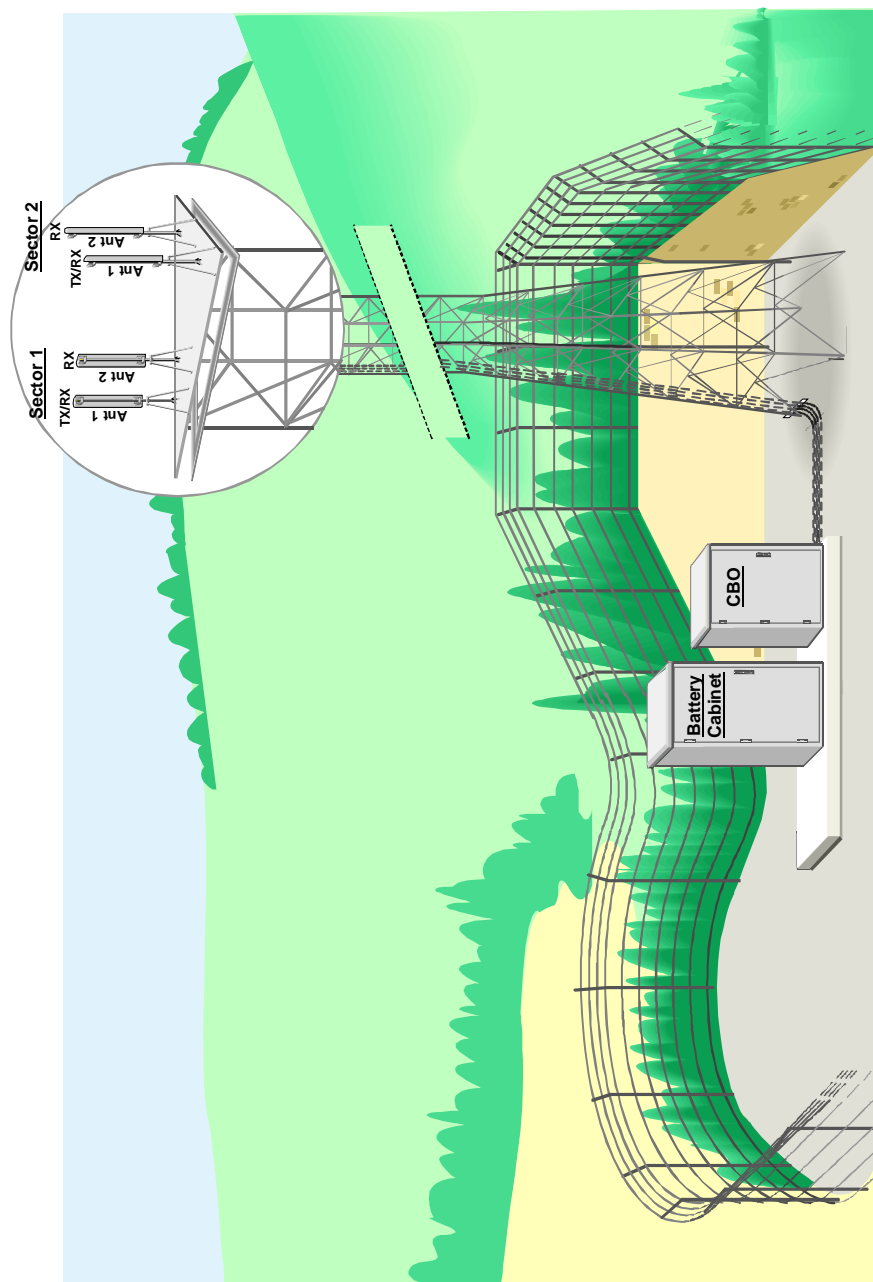 Sector 1
TX/RX
Ant 1
RX
Ant 2
Sector 2
TX/RX
Ant 1
RX
Ant 2
Battery
Cabinet
CBO